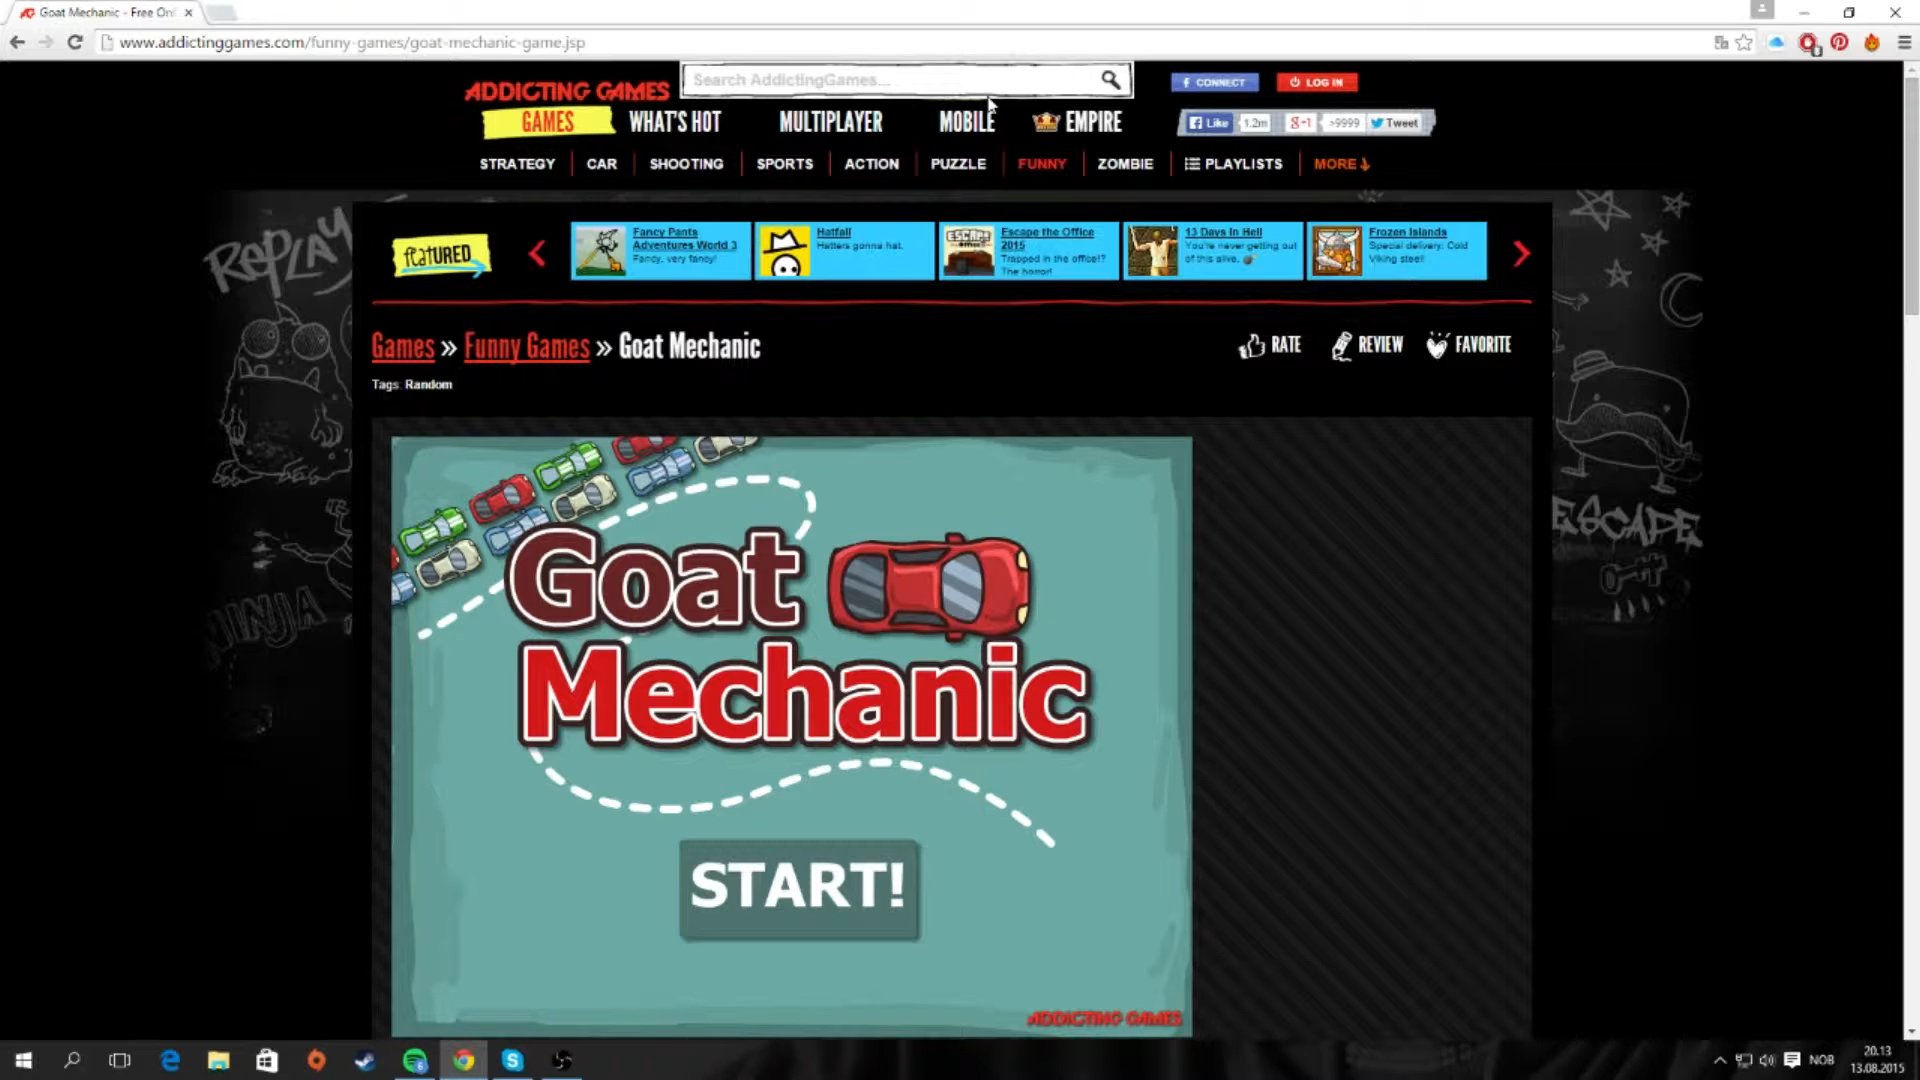 Goat Mechanic - Free Onl
www.addictinggames.com/funny-games/goat-mechanic-game.jsp
ADDICTING GAMES
Search AddictingGames...
CONNECT
LOG IN
GAMES
WHAT'S HOT
MULTIPLAYER
MOBILE
EMPIRE
Like
1.2m
g+1
>9999
Tweet
STRATEGY
CAR
SHOOTING
SPORTS
ACTION
PUZZLE
FUNNY
ZOMBIE
PLAYLISTS
MORE
REPLAY
featURED
Fancy Pants
Adventures World 3
Fancy, very fancy!
Hatfall
Hatters gonna hat.
ESCAPE
Escape the Office
2015
Trapped in the office!?
The horror!
13 Days In Hell
You're never getting out
of this alive.
Frozen Islands
Special delivery: Cold
Viking steel!
Games » Funny Games » Goat Mechanic
RATE
REVIEW
FAVORITE
Tags: Random
ESCAPE
NINJA
Goat
Mechanic
START!
ADDICTING GAMES
NOB
20.13
13.08.2015